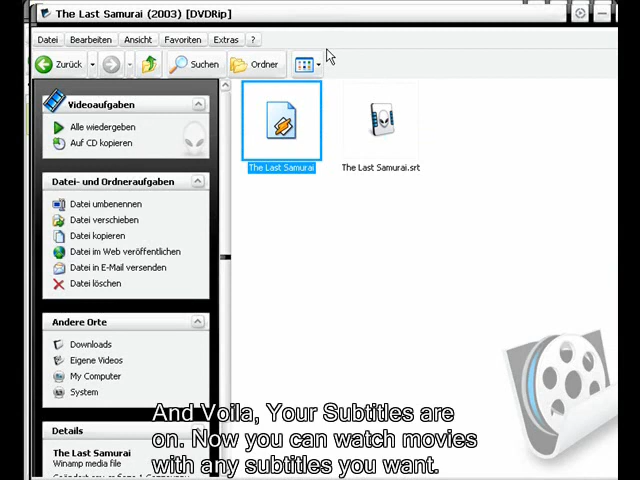 The Last Samurai (2003) [DVDRip]
Datei Bearbeiten Ansicht Favoriten Extras ?
Zurück Suchen Ordner
Videoaufgaben
Alle wiedergeben
Auf CD kopieren
The Last Samurai
The Last Samurai.srt
Datei- und Ordneraufgaben
Datei umbenennen
Datei verschieben
Datei kopieren
Datei im Web veröffentlichen
Datei in E-Mail versenden
Datei löschen
Andere Orte
Downloads
Eigene Videos
My Computer
System
Details
The Last Samurai
Winamp media file
And Voila, Your Subtitles are
on. Now you can watch movies
with any subtitles you want.